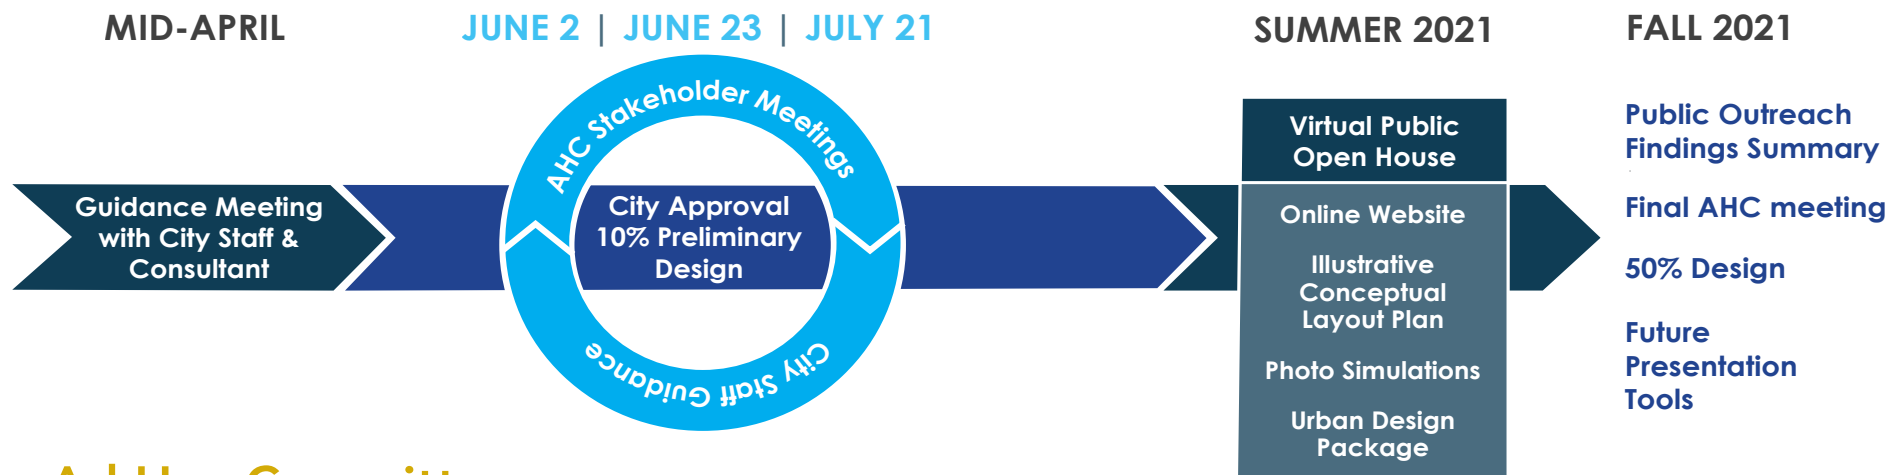 MID-APRIL
JUNE 2 | JUNE 23 | JULY 21
SUMMER 2021
FALL 2021
Guidance Meeting
with City Staff &
Consultant
AHC Stakeholder Meetings
City Approval
10% Preliminary
Design
City Staff Guidance
Virtual Public
Open House
Online Website
Illustrative
Conceptual
Layout Plan
Photo Simulations
Urban Design
Package
Public Outreach
Findings Summary
Final AHC meeting
50% Design
Future
Presentation
Tools